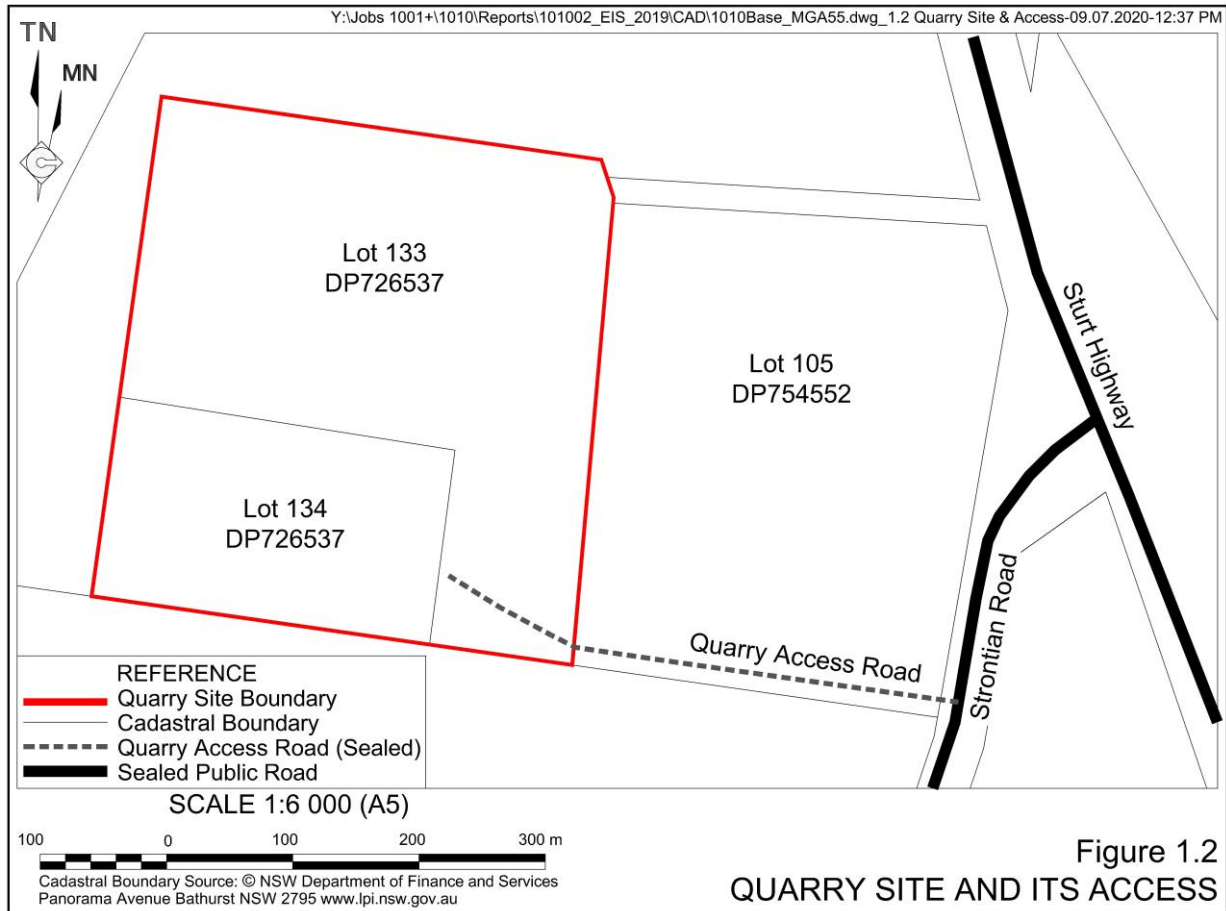 Y:\Jobs 1001+\1010\Reports\101002_EIS_2019\CAD\1010Base_MGA55.dwg_1.2 Quarry Site & Access-09.07.2020-12:37 PM
TN
MN
Lot 133
DP726537
Lot 105
DP754552
Sturt Highway
Lot 134
DP726537
Quarry Access Road
Strontian Road
REFERENCE
Quarry Site Boundary
Cadastral Boundary
Quarry Access Road (Sealed)
Sealed Public Road
SCALE 1:6 000 (A5)
100 0 100 200 300 m
Cadastral Boundary Source: © NSW Department of Finance and Services
Panorama Avenue Bathurst NSW 2795 www.lpi.nsw.gov.au
Figure 1.2
QUARRY SITE AND ITS ACCESS